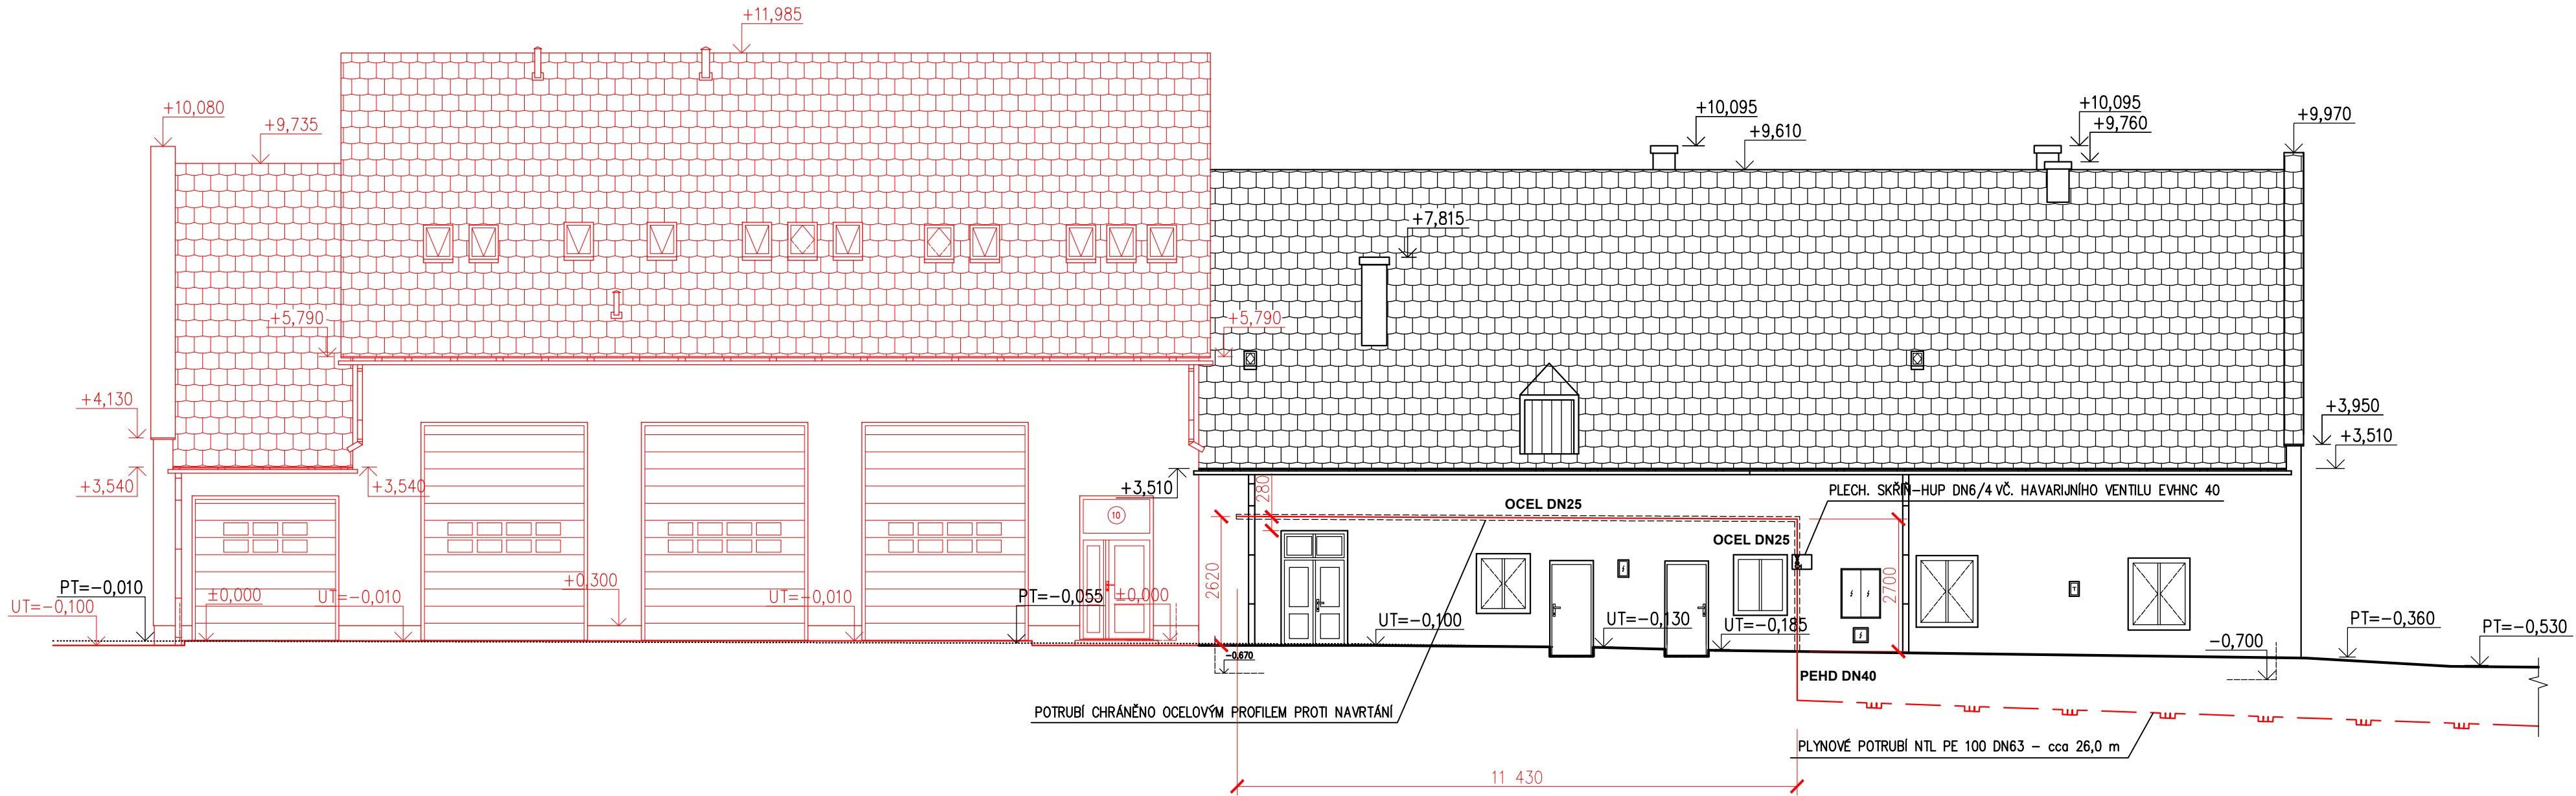 +11,985
+10,080
+9,735
+10,095
+9,610
+10,095
+9,760
+9,970
+7,815
+5,790
+5,790
+4,130
+3,540
+3,540
+3,510
+3,950
+3,510
280
OCEL DN25
PLECH. SKŘIŇ-HUP DN6/4 VČ. HAVARIJNÍHO VENTILU EVHNC 40
10
OCEL DN25
2620
2700
PT=-0,010
UT=-0,100
±0,000
UT=-0,010
+0,300
UT=-0,010
PT=-0,055
±0,000
UT=-0,100
UT=-0,130
UT=-0,185
-0,670
-0,700
PT=-0,360
PT=-0,530
PEHD DN40
POTRUBÍ CHRÁNĚNO OCELOVÝM PROFILEM PROTI NAVRTÁNÍ
PLYNOVÉ POTRUBÍ NTL PE 100 DN63 - cca 26,0 m
11 430